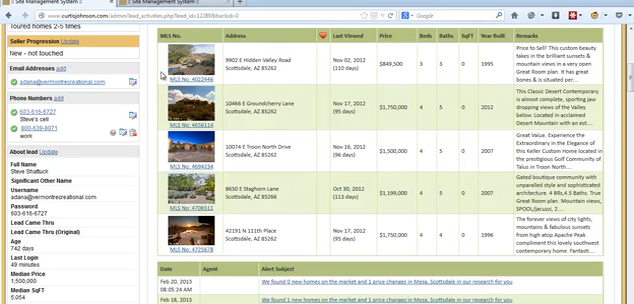 Site Management System
Site Management System
www.curtisjohnson.com/admin/lead_activities.php?lead_id=12289&backid=0
Google
Toured homes 2-5 times
Seller Progression Update
New - not touched
Email Addresses add
adana@vermontrecreational.com
Phone Numbers add
603-616-6727
Steve's cell
800-639-8071
work
About lead Update
Full Name
Steve Shattuck
Significant Other Name
Username
adana@vermontrecreational.com
Password
603-616-6727
Lead Came Thru
Lead Came Thru (Original)
Age
742 days
Last Login
49 minutes
Median Price
1,500,000
Median SqFT
5,054
MLS No. Address Last Viewed Price Beds Baths SqFT Year Remarks
MLS No: 4022446
9902 E Hidden Valley Road
Scottsdale, AZ 85262
Nov 02, 2012
(110 days)
$849,500 3 3 0 1995
Price to Sell! This custom beauty
takes in the brilliant sunsets &
mountain views in a very open
Great Room plan. It has great
bones & is situated per...
MLS No: 4656114
10466 E Groundcherry Lane
Scottsdale, AZ 85262
Nov 17, 2012
(95 days)
$1,750,000 4 5 0 2012
This Classic Desert Contemporary
is almost complete, sporting jaw
dropping views of the Valley
below. Located in acclaimed
Desert Mountain with an est....
MLS No: 4694234
10074 E Troon North Drive
Scottsdale, AZ 85262
Nov 16, 2012
(96 days)
$1,500,000 4 5 0 2007
Great Value. Experience the
Extraordinary in the Elegance of
this Keller Custom Home located in
the prestigious Golf Community of
Talus in Troon North....
MLS No: 4706511
8650 E Staghorn Lane
Scottsdale, AZ 85266
Oct 30, 2012
(113 days)
$1,199,000 4 5 0 2007
Gated boutique community with
unparalled style and sophisticated
architecture. 4 BRs,4.5 Baths. True
Great Room Plan. Mountain views,
SPOOL/jacuzzi, 2....
MLS No: 4725678
42191 N 111th Place
Scottsdale, AZ 85262
Nov 17, 2012
(95 days)
$1,750,000 4 4 0 1996
The forever views of city lights,
mountains & fabulous sunsets
from high atop Apache Peak
compliment this lovely southwest
contemporary home. Fantasti....
Date Agent Alert Subject
Feb 20, 2013
08:05:24 AM
We found 0 new homes on the market and 1 price changes in Mesa, Scottsdale in our research for you
Feb 18, 2013
We found 1 new homes on the market and 0 price changes in Mesa, Scottsdale in our research for you